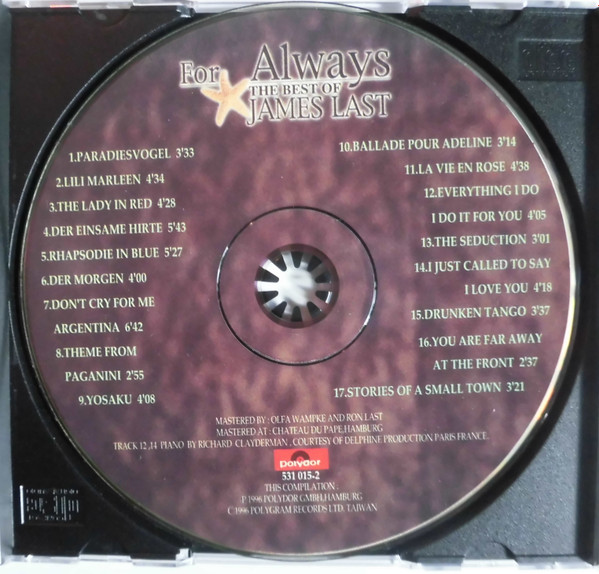 For Always
THE BEST OF
JAMES LAST
1.PARADIESVOGEL 3'33
2.LILI MARLEEN 4'34
3.THE LADY IN RED 4'28
4.DER EINSAME HIRTE 5'43
5.RHAPSODIE IN BLUE 5'27
6.DER MORGEN 4'00
7.DON'T CRY FOR ME
ARGENTINA 6'42
8.THEME FROM
PAGANINI 2'55
9.YOSAKU 4'08
10.BALLADE POUR ADELINE 3'14
11.LA VIE EN ROSE 4'38
12.EVERYTHING I DO
I DO IT FOR YOU 4'05
13.THE SEDUCTION 3'01
14.I JUST CALLED TO SAY
I LOVE YOU 4'18
15.DRUNKEN TANGO 3'37
16.YOU ARE FAR AWAY
AT THE FRONT 2'37
17.STORIES OF A SMALL TOWN 3'21
MASTERED BY : OLFA WAMPKE AND RON LAST
MASTERED AT : CHATEAU DU PAPE,HAMBURG
TRACK 12 ,14 PIANO BY RICHARD CLAYDERMAN , COURTESY OF DELPHINE PRODUCTION PARIS FRANCE.
polydor
531 015-2
THIS COMPILATION .
P 1996 POLYDOR GMBH,HAMBURG
C1996 POLYGRAM RECORDS LTD. TAIWAN